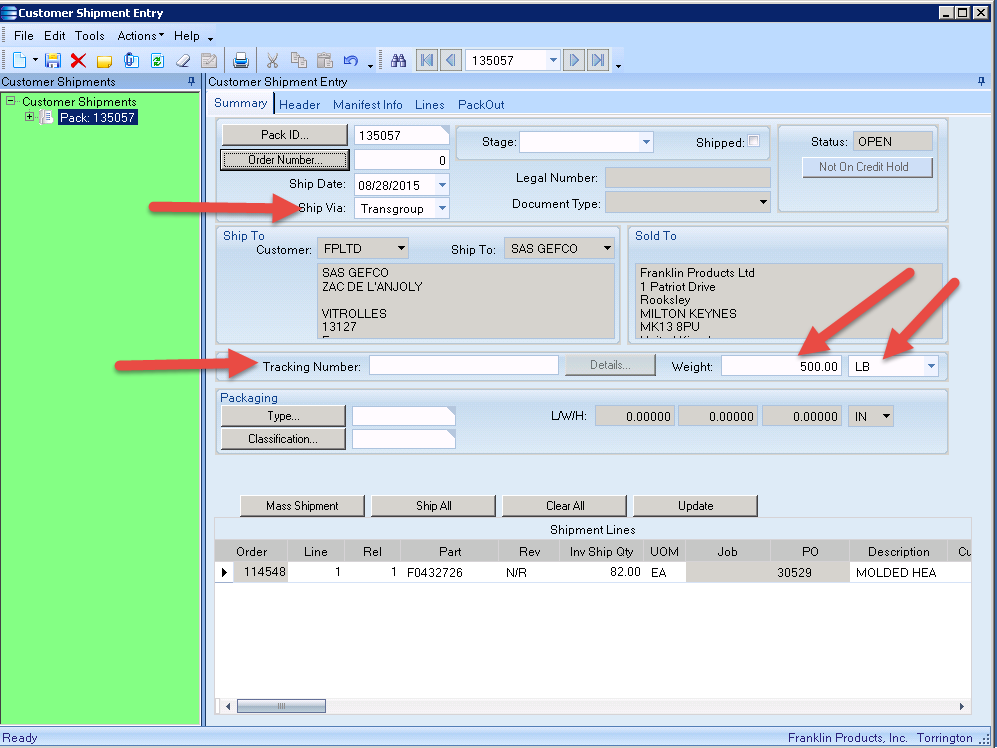 Customer Shipment Entry
File Edit Tools Actions Help
135057
Customer Shipments
Customer Shipments
Pack: 135057
Customer Shipment Entry
Summary Header Manifest Info Lines PackOut
Pack ID... 135057
Order Number... 0
Ship Date: 08/28/2015
Ship Via: Transgroup
Stage: Shipped:
Legal Number:
Document Type:
Status: OPEN
Not On Credit Hold
Ship To
Customer: FPLTD Ship To: SAS GEFCO
SAS GEFCO
ZAC DE L'ANJOLY
VITROLLES
13127
Sold To
Franklin Products Ltd
1 Patriot Drive
Rooksley
MILTON KEYNES
MK13 8PU
Tracking Number: Details... Weight: 500.00 LB
Packaging
Type... L/W/H: 0.00000 0.00000 0.00000 IN
Classification...
Mass Shipment Ship All Clear All Update
Shipment Lines
Order Line Rel Part Rev Inv Ship Qty UOM Job PO Description Cu
114548 1 1 F0432726 N/R 82.00 EA 30529 MOLDED HEA
Ready Franklin Products, Inc. Torrington